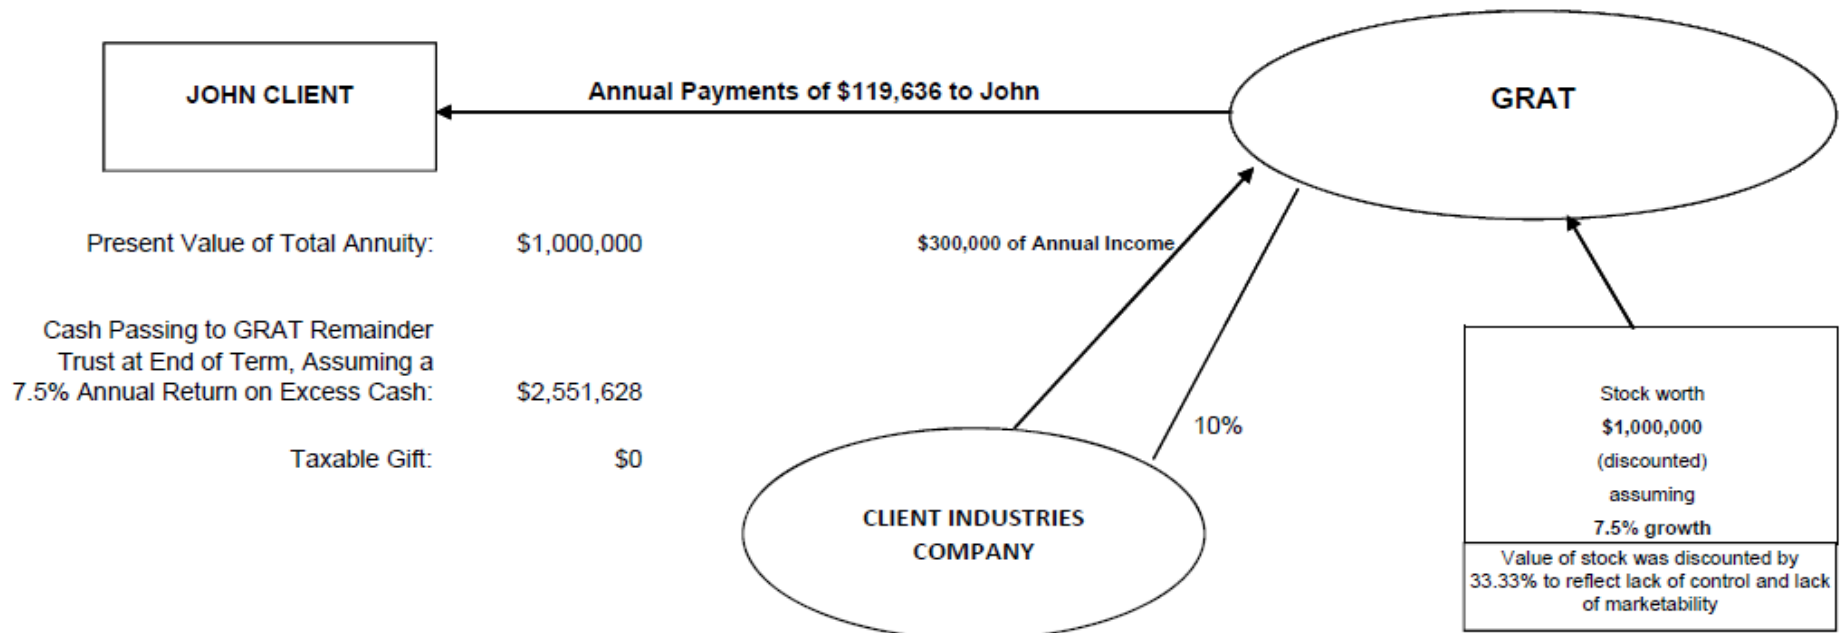 JOHN CLIENT
Annual Payments of $119,636 to John
GRAT
Present Value of Total Annuity: $1,000,000
$300,000 of Annual Income
Cash Passing to GRAT Remainder
Trust at End of Term, Assuming a
7.5% Annual Return on Excess Cash: $2,551,628
Taxable Gift: $0
10%
CLIENT INDUSTRIES
COMPANY
Stock worth
$1,000,000
(discounted)
assuming
7.5% growth
Value of stock was discounted by
33.33% to reflect lack of control and lack
of marketability